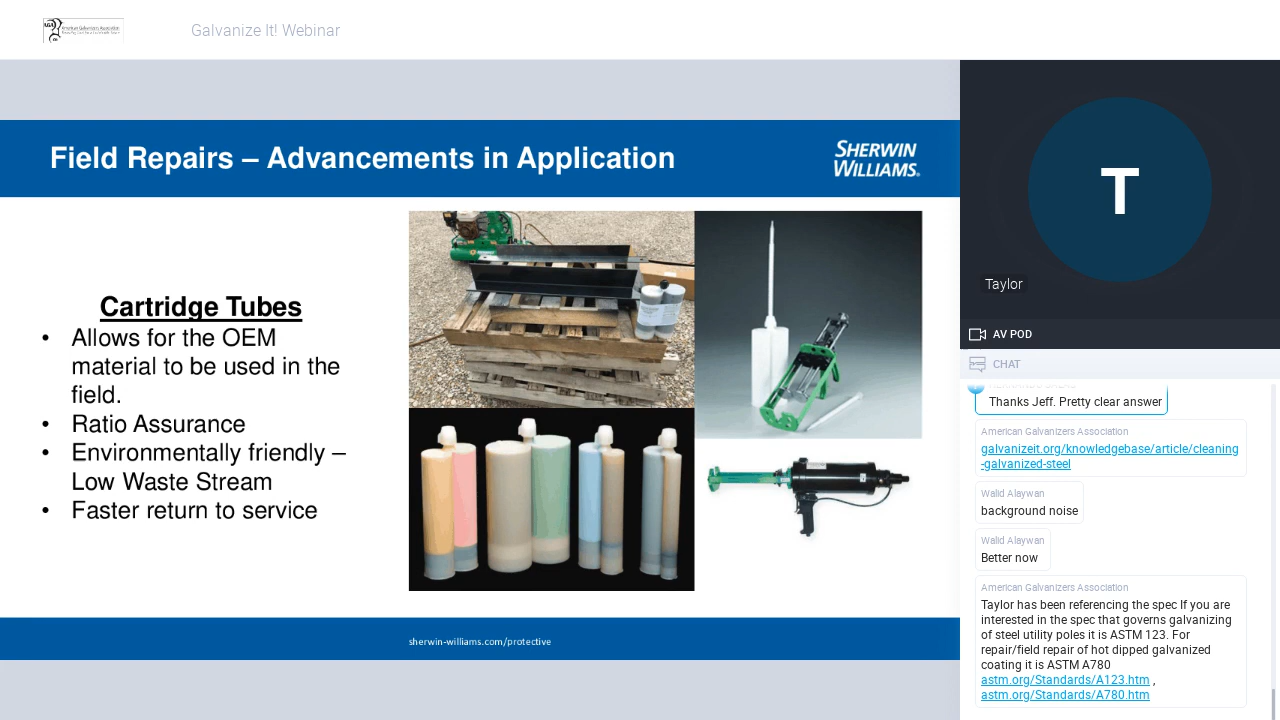 American Galvanizers Association
Galvanize It! Webinar
Field Repairs – Advancements in Application
SHERWIN
WILLIAMS®
Cartridge Tubes
• Allows for the OEM
material to be used in the
field.
• Ratio Assurance
• Environmentally friendly –
Low Waste Stream
• Faster return to service
sherwin-williams.com/protective
T
Taylor
AV POD
CHAT
Thanks Jeff. Pretty clear answer
American Galvanizers Association
galvanizeit.org/knowledgebase/article/cleaning
-galvanized-steel
Walid Alaywan
background noise
Walid Alaywan
Better now
American Galvanizers Association
Taylor has been referencing the spec If you are
interested in the spec that governs galvanizing
of steel utility poles it is ASTM 123. For
repair/field repair of hot dipped galvanized
coating it is ASTM A780
astm.org/Standards/A123.htm ,
astm.org/Standards/A780.htm